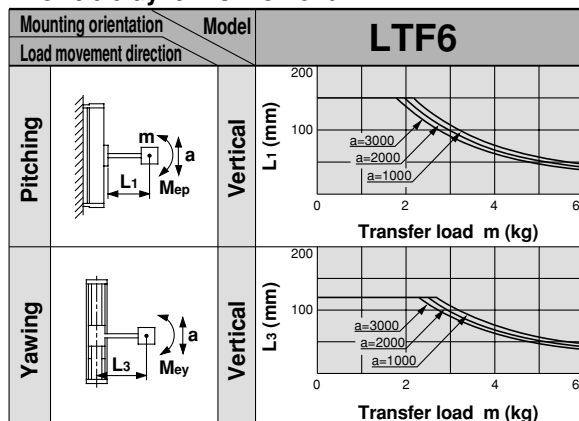 Mounting orientation
Model
Load movement direction
LTF6
Pitching
m
a
L1
Mep
Vertical
L1 (mm)
200
100
a=3000
a=2000
a=1000
0
2
4
6
Transfer load m (kg)
Yawing
a
L3
Mey
Vertical
L3 (mm)
200
100
a=3000
a=2000
a=1000
0
2
4
6
Transfer load m (kg)